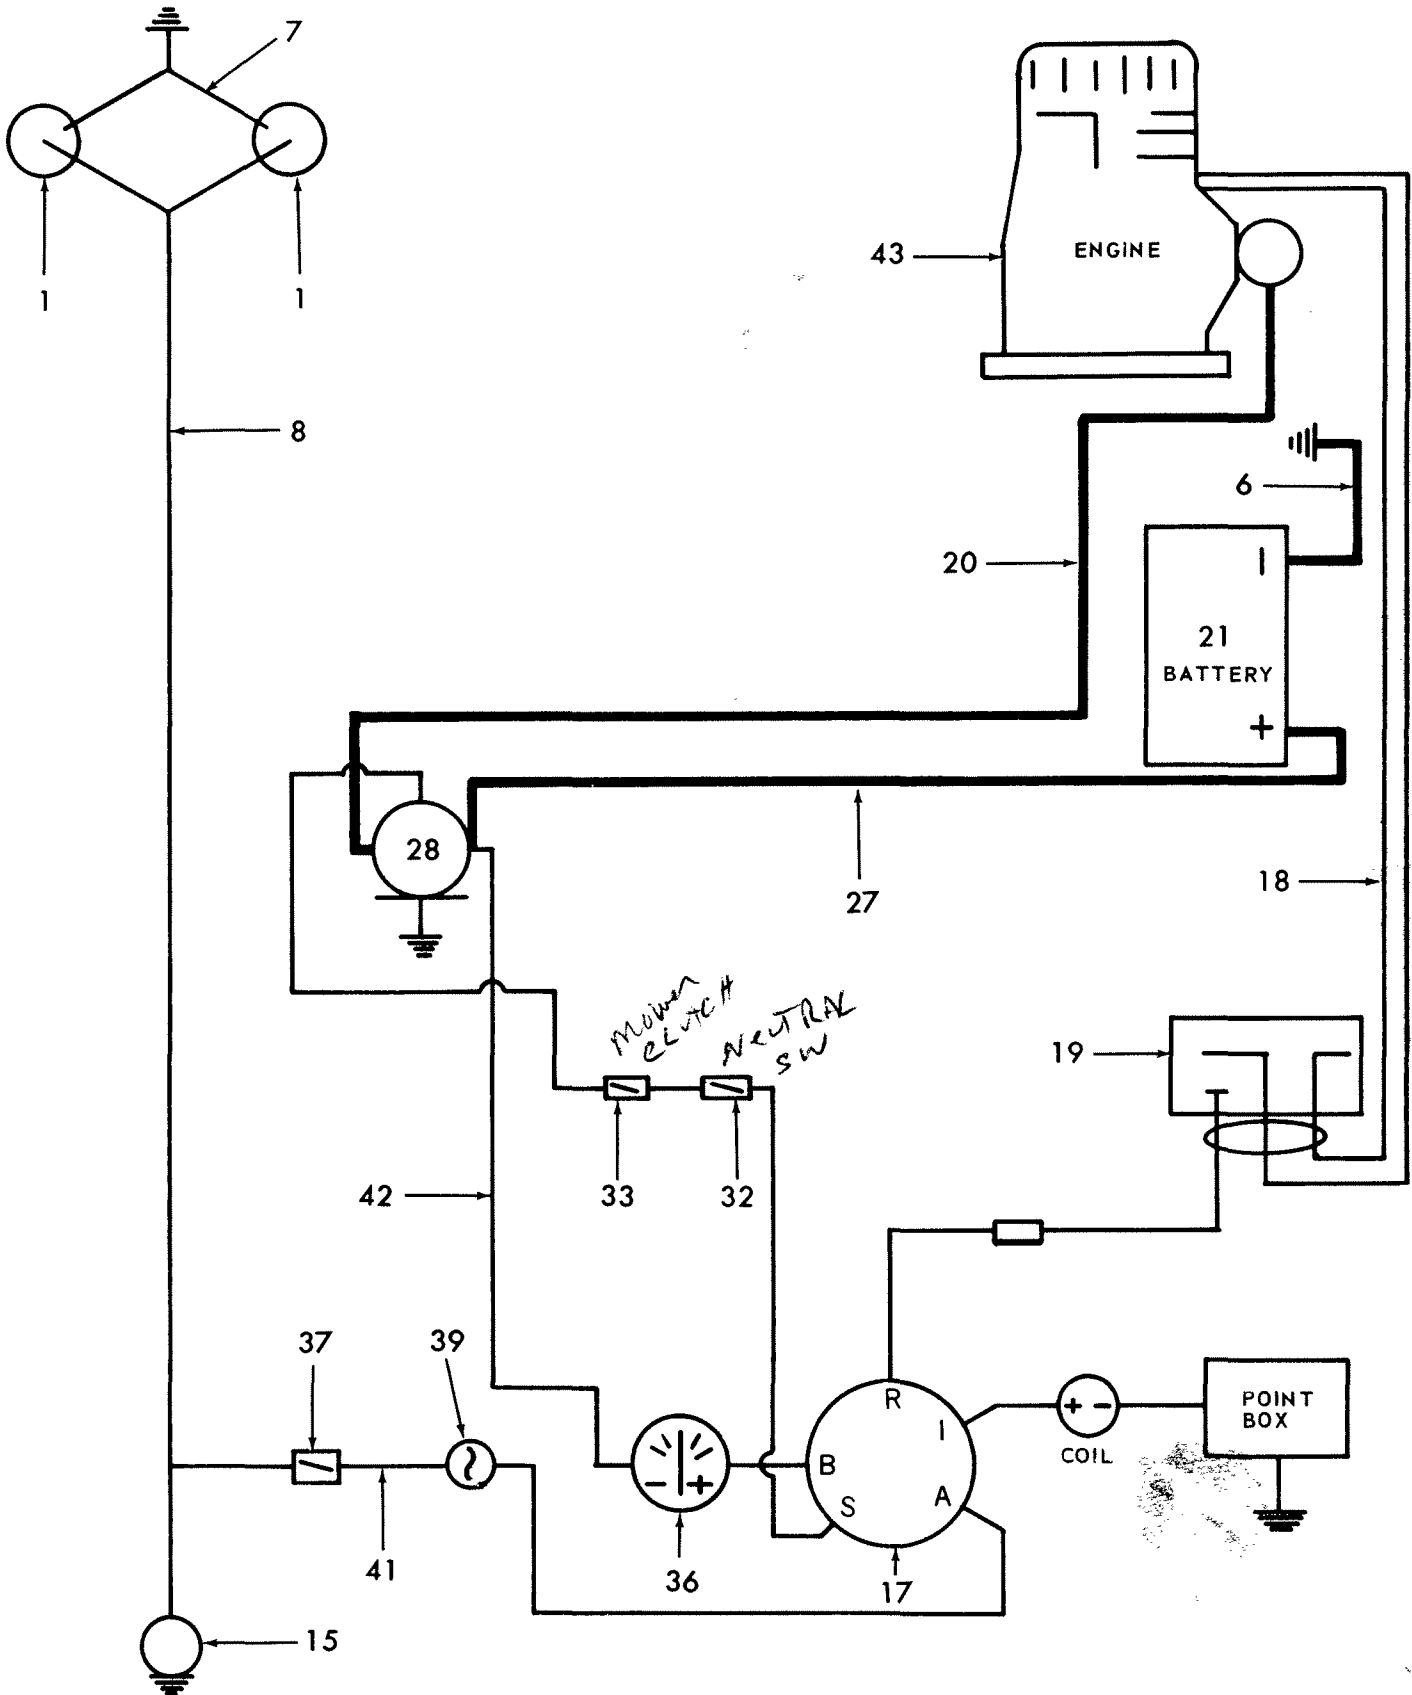 7
1
1
43
ENGINE
8
6
20
21
BATTERY
+
28
27
18
Mower
CLUTCH
NeUTRAL
SW
19
33
32
42
37
39
R
I
B
S
A
+ -
COIL
POINT
BOX
- +
41
36
17
15